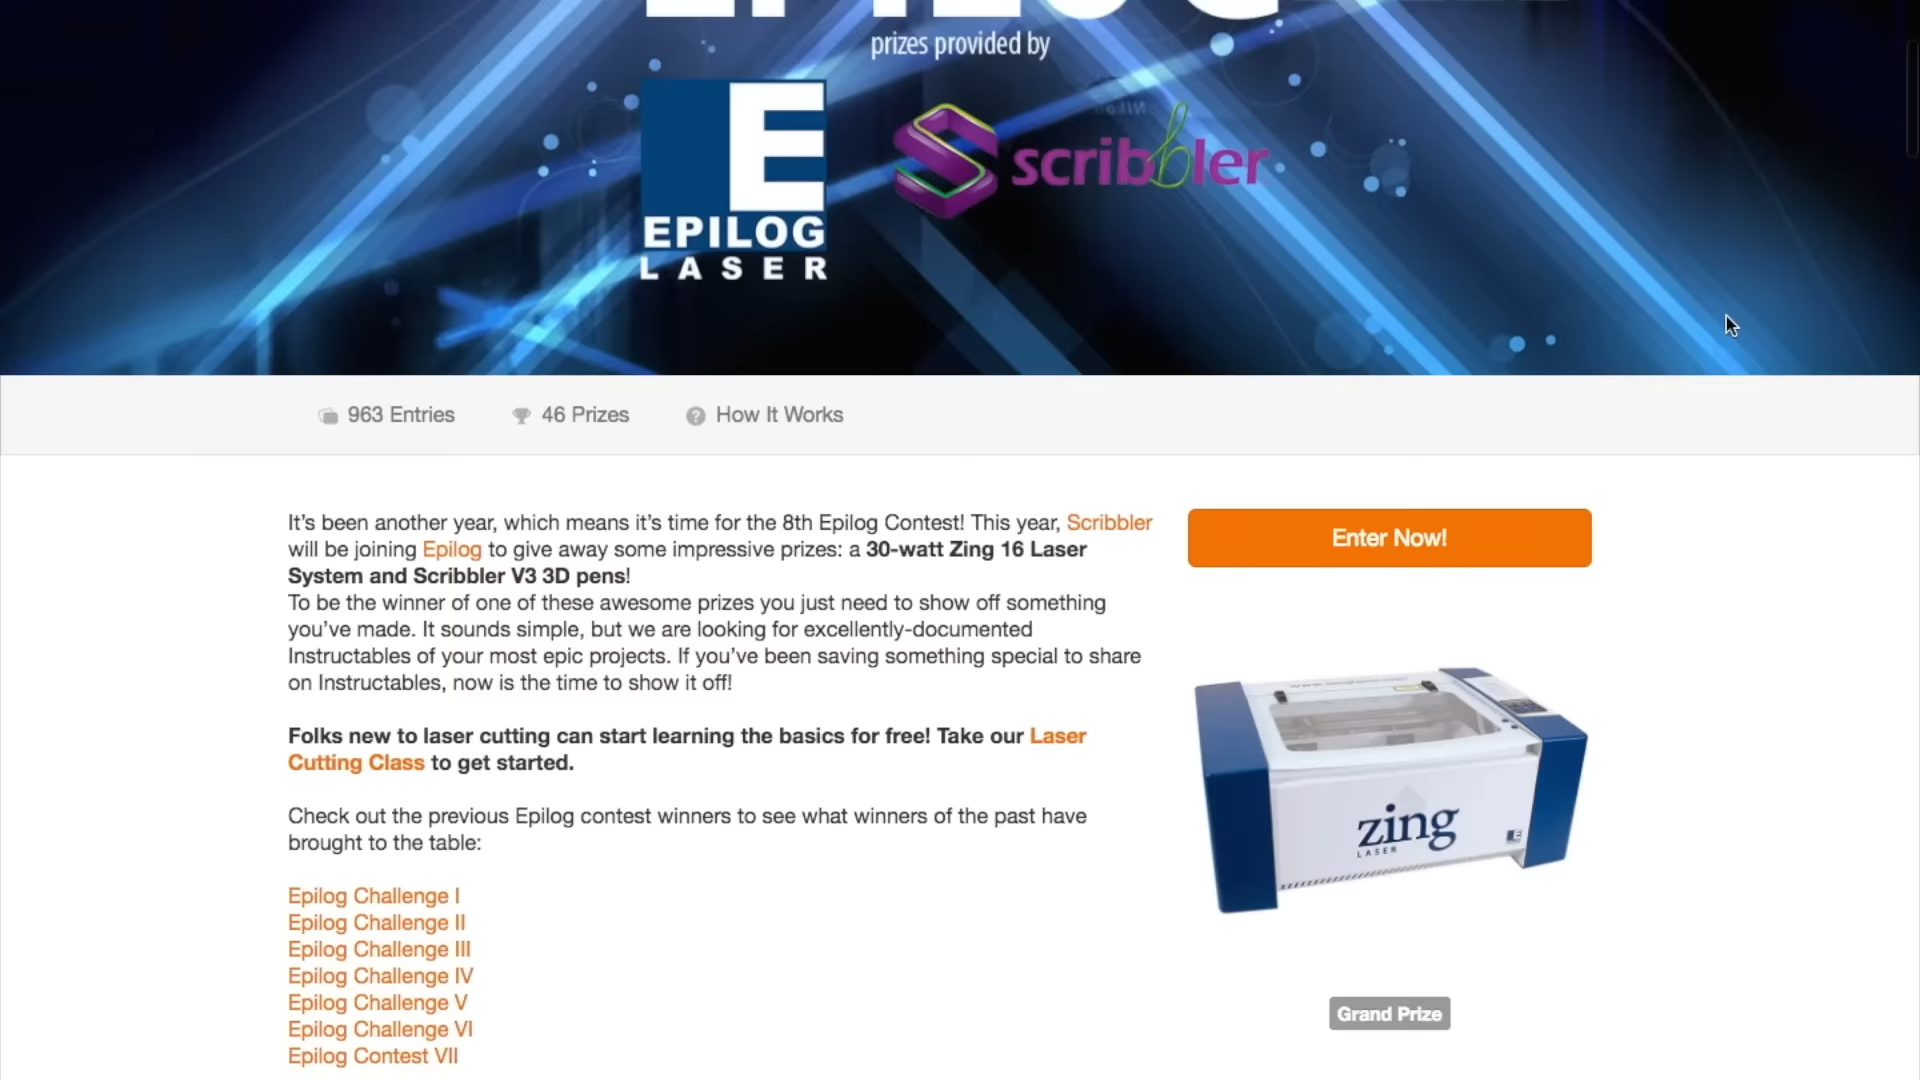 prizes provided by
E
EPILOG
LASER
scribbler
963 Entries
46 Prizes
How It Works
It's been another year, which means it's time for the 8th Epilog Contest! This year, Scribbler
will be joining Epilog to give away some impressive prizes: a 30-watt Zing 16 Laser
System and Scribbler V3 3D pens!
To be the winner of one of these awesome prizes you just need to show off something
you've made. It sounds simple, but we are looking for excellently-documented
Instructables of your most epic projects. If you've been saving something special to share
on Instructables, now is the time to show it off!
Folks new to laser cutting can start learning the basics for free! Take our Laser
Cutting Class to get started.
Check out the previous Epilog contest winners to see what winners of the past have
brought to the table:
Epilog Challenge I
Epilog Challenge II
Epilog Challenge III
Epilog Challenge IV
Epilog Challenge V
Epilog Challenge VI
Epilog Contest VII
Enter Now!
zing
LASER
Grand Prize